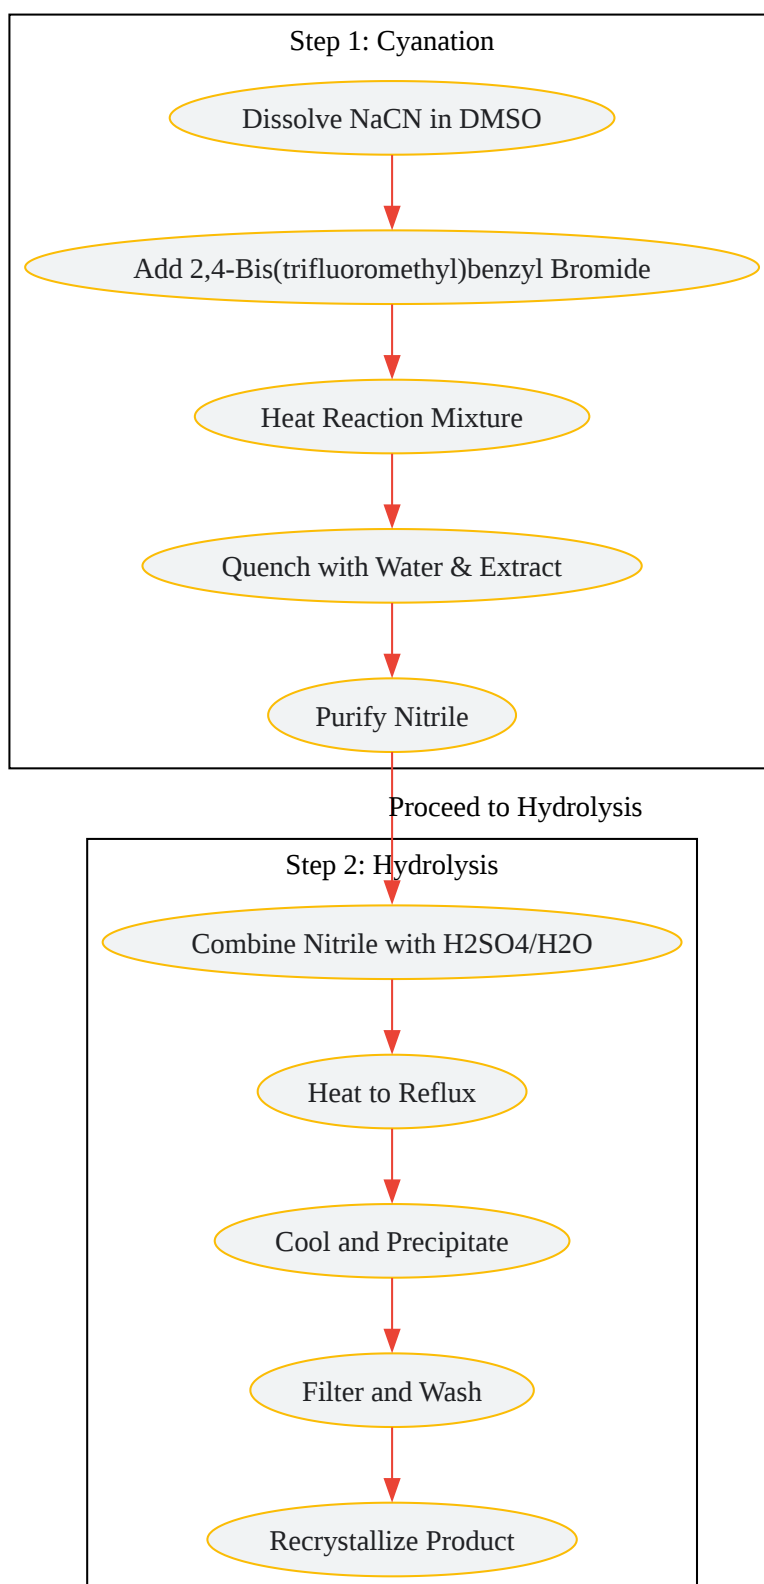 Step 1: Cyanation
Dissolve NaCN in DMSO
Add 2,4-Bis(trifluoromethyl)benzyl Bromide
Heat Reaction Mixture
Quench with Water & Extract
Purify Nitrile
Proceed to Hydrolysis
Step 2: Hydrolysis
Combine Nitrile with H2SO4/H2O
Heat to Reflux
Cool and Precipitate
Filter and Wash
Recrystallize Product